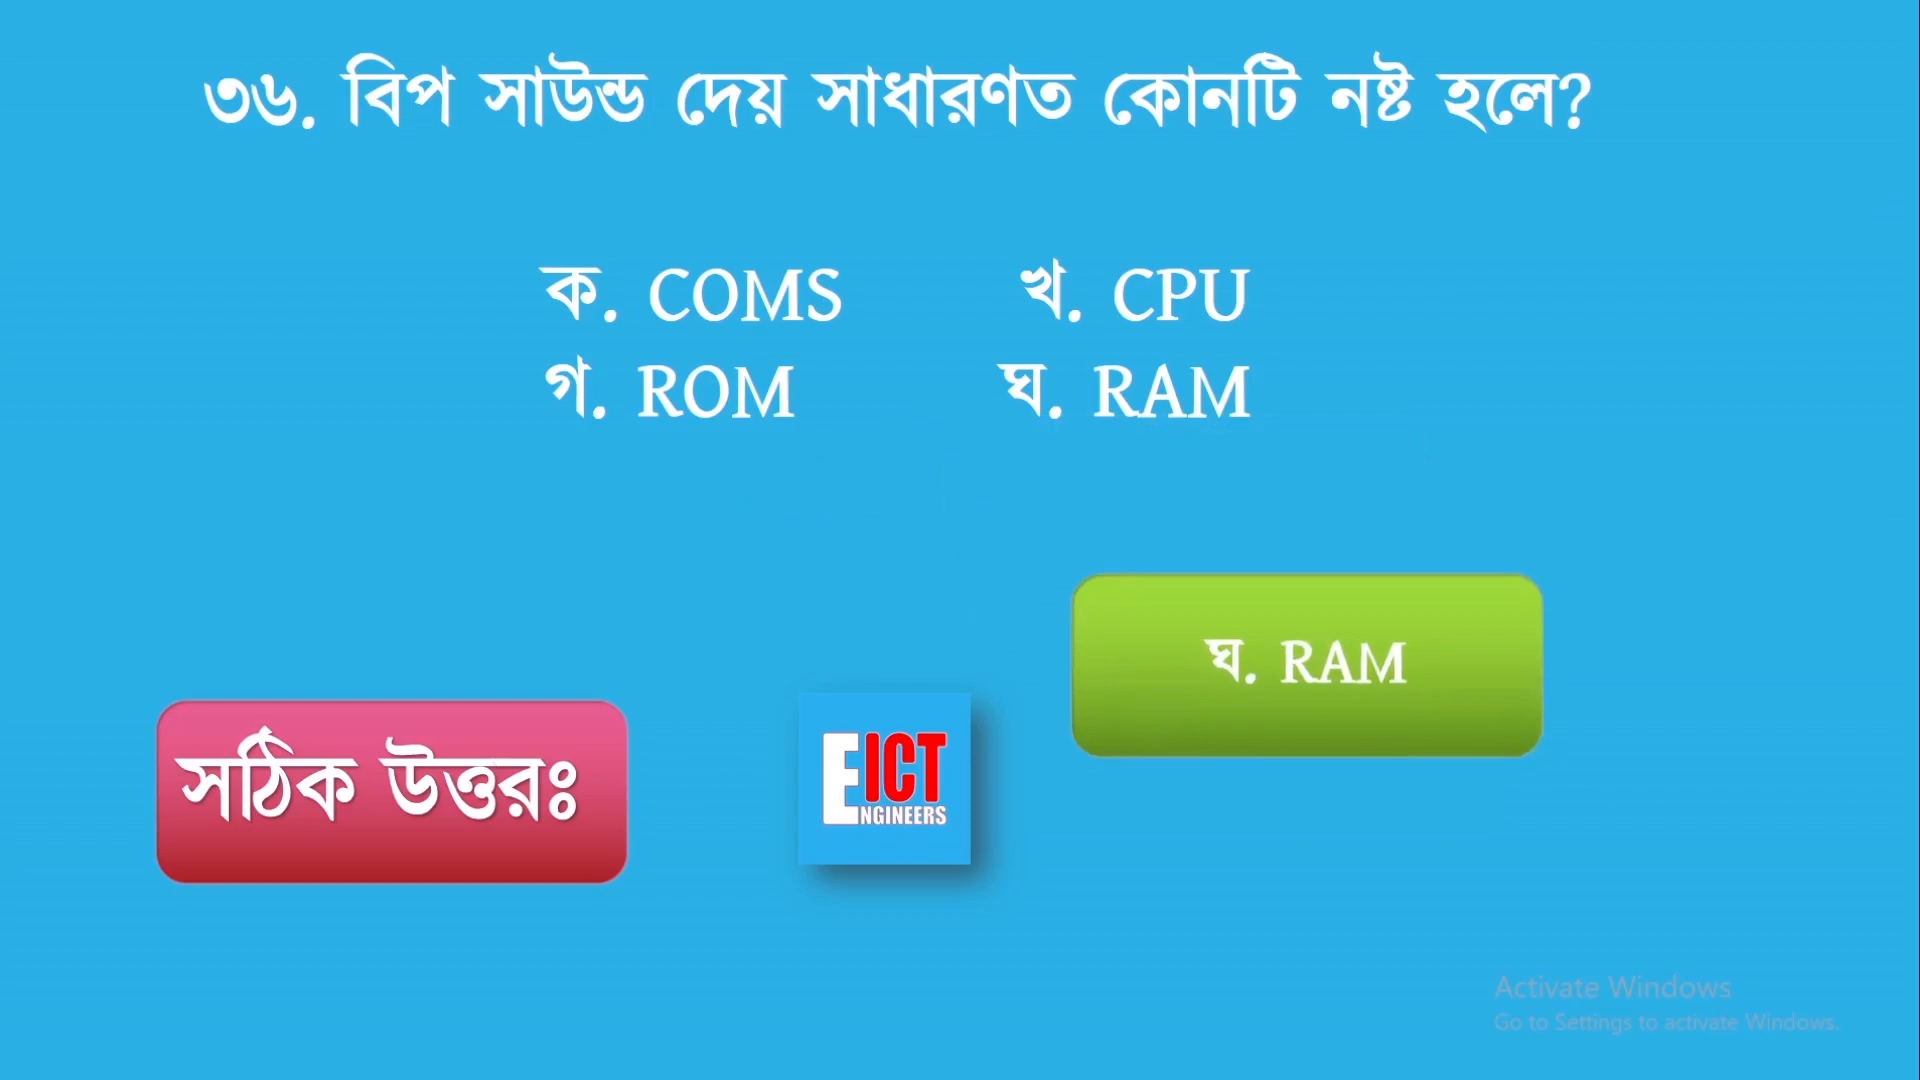 ৩৬. বিপ সাউন্ড দেয় সাধারণত কোনটি নষ্ট হলে?
ক. COMS খ. CPU
গ. ROM ঘ. RAM
ঘ. RAM
সঠিক উত্তরঃ
EICT
ENGINEERS
Activate Windows
Go to Settings to activate Windows.